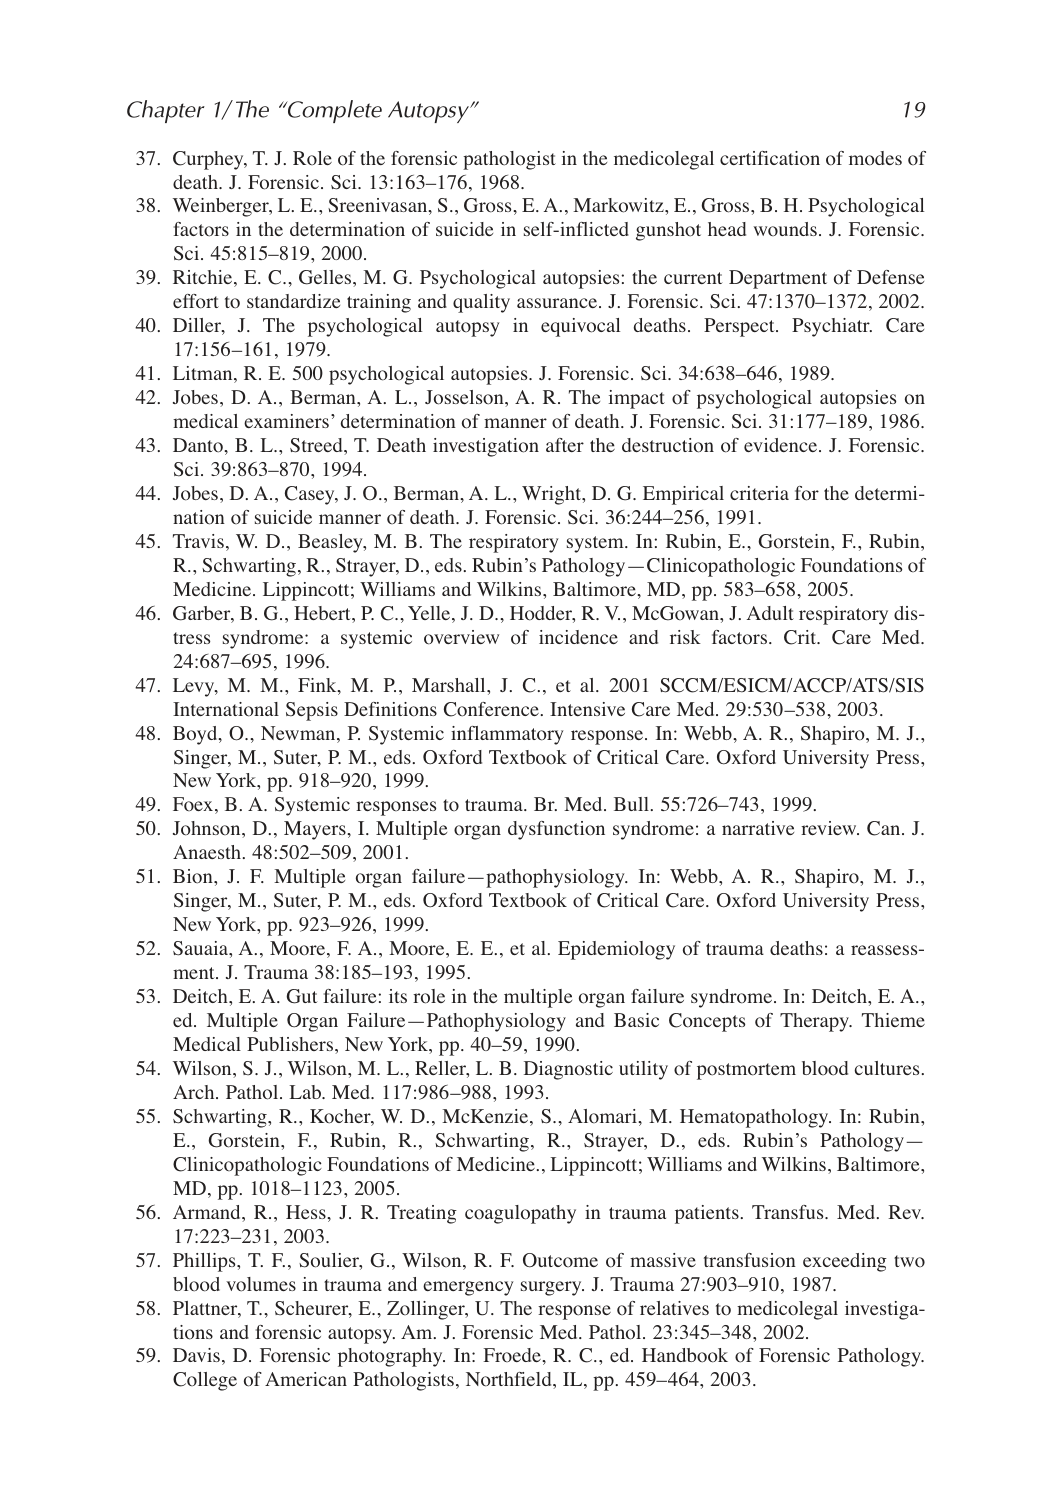 Chapter 1/The “Complete Autopsy” 19
37. Curphey, T. J. Role of the forensic pathologist in the medicolegal certification of modes of
death. J. Forensic. Sci. 13:163–176, 1968.
38. Weinberger, L. E., Sreenivasan, S., Gross, E. A., Markowitz, E., Gross, B. H. Psychological
factors in the determination of suicide in self-inflicted gunshot head wounds. J. Forensic.
Sci. 45:815–819, 2000.
39. Ritchie, E. C., Gelles, M. G. Psychological autopsies: the current Department of Defense
effort to standardize training and quality assurance. J. Forensic. Sci. 47:1370–1372, 2002.
40. Diller, J. The psychological autopsy in equivocal deaths. Perspect. Psychiatr. Care
17:156–161, 1979.
41. Litman, R. E. 500 psychological autopsies. J. Forensic. Sci. 34:638–646, 1989.
42. Jobes, D. A., Berman, A. L., Josselson, A. R. The impact of psychological autopsies on
medical examiners’ determination of manner of death. J. Forensic. Sci. 31:177–189, 1986.
43. Danto, B. L., Streed, T. Death investigation after the destruction of evidence. J. Forensic.
Sci. 39:863–870, 1994.
44. Jobes, D. A., Casey, J. O., Berman, A. L., Wright, D. G. Empirical criteria for the determi-
nation of suicide manner of death. J. Forensic. Sci. 36:244–256, 1991.
45. Travis, W. D., Beasley, M. B. The respiratory system. In: Rubin, E., Gorstein, F., Rubin,
R., Schwarting, R., Strayer, D., eds. Rubin’s Pathology—Clinicopathologic Foundations of
Medicine. Lippincott; Williams and Wilkins, Baltimore, MD, pp. 583–658, 2005.
46. Garber, B. G., Hebert, P. C., Yelle, J. D., Hodder, R. V., McGowan, J. Adult respiratory dis-
tress syndrome: a systemic overview of incidence and risk factors. Crit. Care Med.
24:687–695, 1996.
47. Levy, M. M., Fink, M. P., Marshall, J. C., et al. 2001 SCCM/ESICM/ACCP/ATS/SIS
International Sepsis Definitions Conference. Intensive Care Med. 29:530–538, 2003.
48. Boyd, O., Newman, P. Systemic inflammatory response. In: Webb, A. R., Shapiro, M. J.,
Singer, M., Suter, P. M., eds. Oxford Textbook of Critical Care. Oxford University Press,
New York, pp. 918–920, 1999.
49. Foex, B. A. Systemic responses to trauma. Br. Med. Bull. 55:726–743, 1999.
50. Johnson, D., Mayers, I. Multiple organ dysfunction syndrome: a narrative review. Can. J.
Anaesth. 48:502–509, 2001.
51. Bion, J. F. Multiple organ failure—pathophysiology. In: Webb, A. R., Shapiro, M. J.,
Singer, M., Suter, P. M., eds. Oxford Textbook of Critical Care. Oxford University Press,
New York, pp. 923–926, 1999.
52. Sauaia, A., Moore, F. A., Moore, E. E., et al. Epidemiology of trauma deaths: a reassess-
ment. J. Trauma 38:185–193, 1995.
53. Deitch, E. A. Gut failure: its role in the multiple organ failure syndrome. In: Deitch, E. A.,
ed. Multiple Organ Failure—Pathophysiology and Basic Concepts of Therapy. Thieme
Medical Publishers, New York, pp. 40–59, 1990.
54. Wilson, S. J., Wilson, M. L., Reller, L. B. Diagnostic utility of postmortem blood cultures.
Arch. Pathol. Lab. Med. 117:986–988, 1993.
55. Schwarting, R., Kocher, W. D., McKenzie, S., Alomari, M. Hematopathology. In: Rubin,
E., Gorstein, F., Rubin, R., Schwarting, R., Strayer, D., eds. Rubin’s Pathology—
Clinicopathologic Foundations of Medicine., Lippincott; Williams and Wilkins, Baltimore,
MD, pp. 1018–1123, 2005.
56. Armand, R., Hess, J. R. Treating coagulopathy in trauma patients. Transfus. Med. Rev.
17:223–231, 2003.
57. Phillips, T. F., Soulier, G., Wilson, R. F. Outcome of massive transfusion exceeding two
blood volumes in trauma and emergency surgery. J. Trauma 27:903–910, 1987.
58. Plattner, T., Scheurer, E., Zollinger, U. The response of relatives to medicolegal investiga-
tions and forensic autopsy. Am. J. Forensic Med. Pathol. 23:345–348, 2002.
59. Davis, D. Forensic photography. In: Froede, R. C., ed. Handbook of Forensic Pathology.
College of American Pathologists, Northfield, IL, pp. 459–464, 2003.